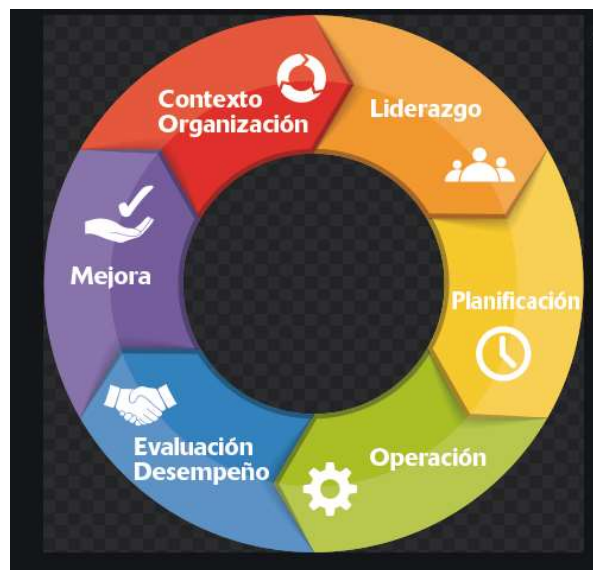 Contexto
Organización
Liderazgo
Planificación
Operación
Evaluación
Desempeño
Mejora